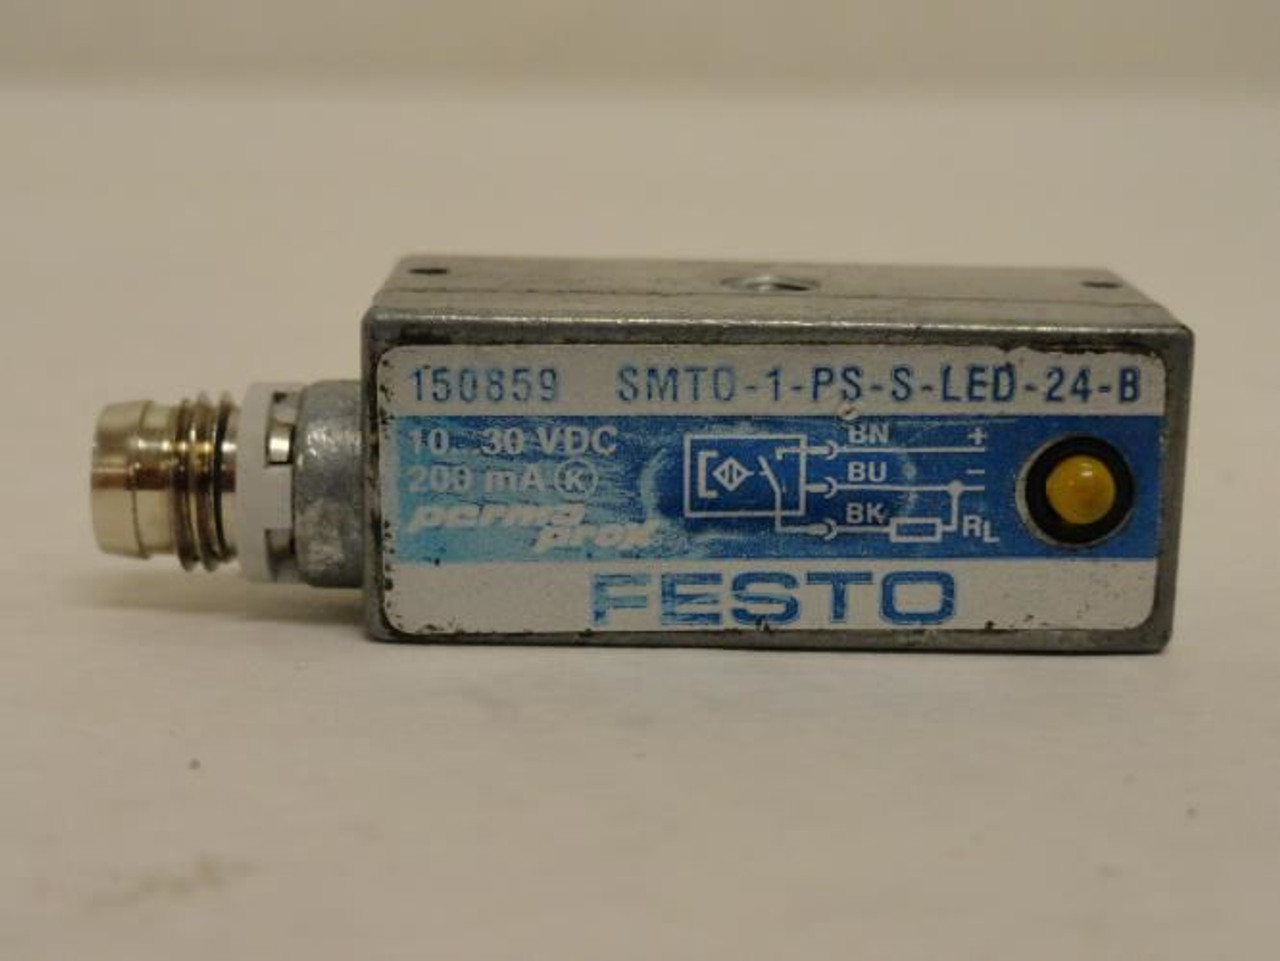 150859 SMTO-1-PS-S-LED-24-B
10...30 VDC
200 mA K
perma
prox
BN +
BU -
BK RL
FESTO